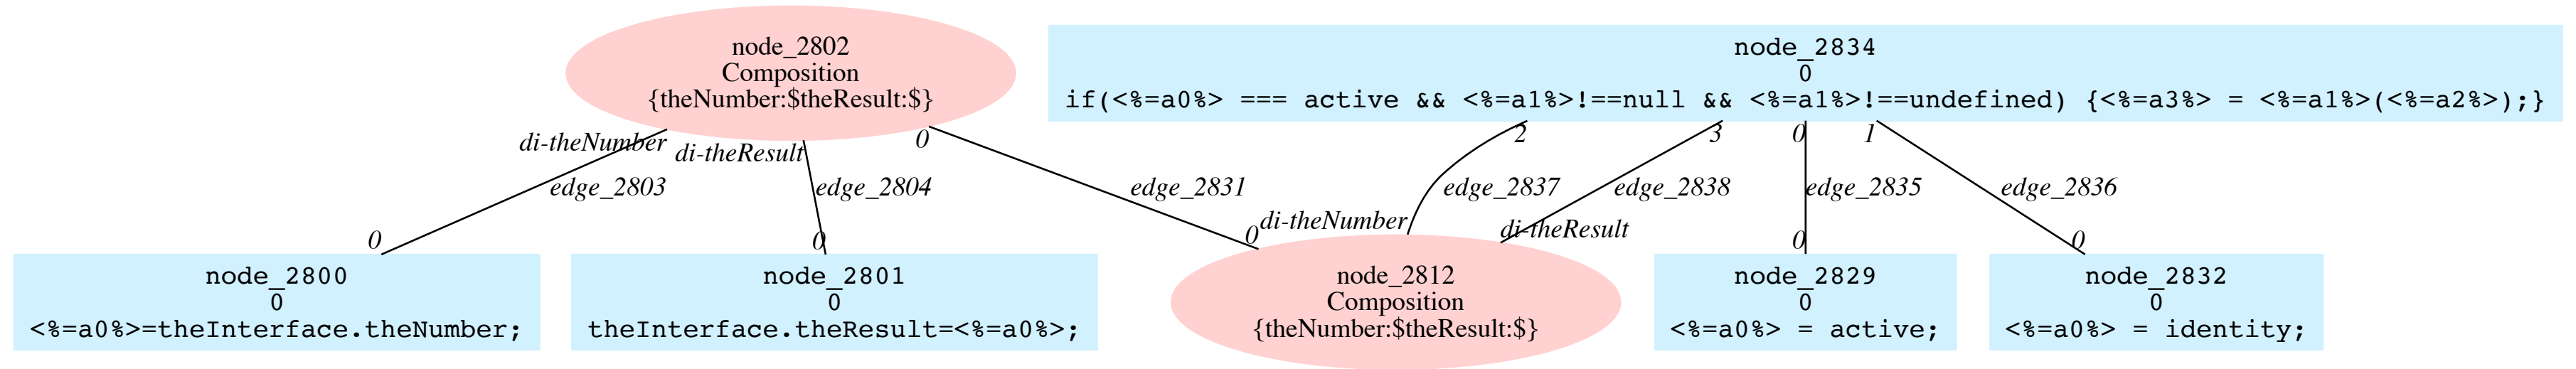 node_2802
Composition
{theNumber:$theResult:$}
node_2834
0
if(<%=a0%> === active && <%=a1%>!==null && <%=a1%>!==undefined) {<%=a3%> = <%=a1%>(<%=a2%>);}
di-theNumber
di-theResult
0
2
3
0
1
edge_2803
edge_2804
edge_2831
edge_2837
edge_2838
edge_2835
edge_2836
0
0
0
di-theNumber
di-theResult
0
0
node_2800
0
<%=a0%>=theInterface.theNumber;
node_2801
0
theInterface.theResult=<%=a0%>;
node_2812
Composition
{theNumber:$theResult:$}
node_2829
0
<%=a0%> = active;
node_2832
0
<%=a0%> = identity;